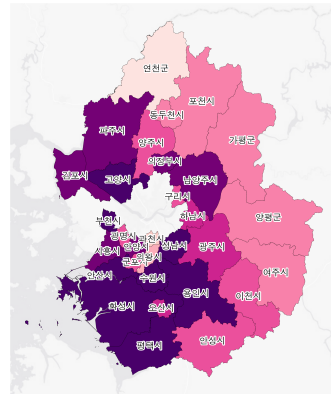 연천군
포천시
동두천시
파주시
양주시
가평군
의정부시
김포시
고양시
남양주시
구리시
하남시
양평군
부천시
광명시
과천시
시흥시
안양시
성남시
광주시
의왕시
군포시
안산시
수원시
여주시
용인시
이천시
화성시
오산시
안성시
평택시